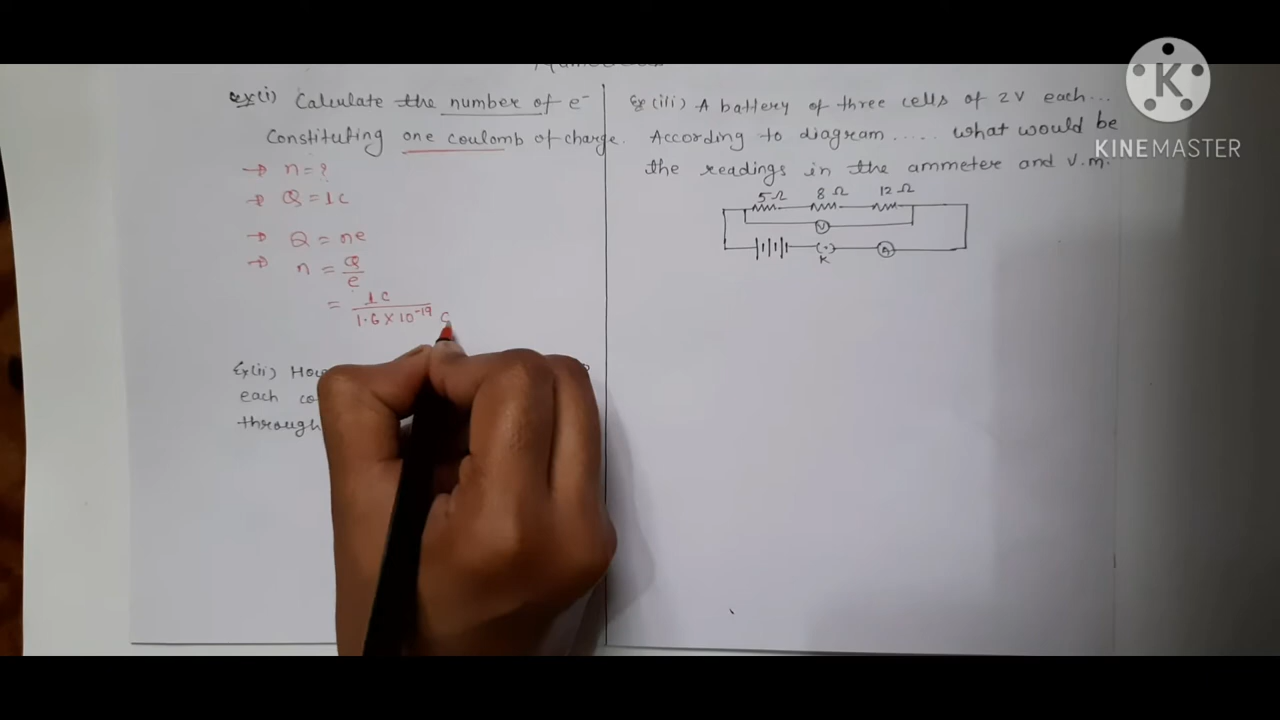 Ex(i) Calculate the number of e⁻
Constituting one coulomb of charge.
→ n = ?
→ Q = 1C
→ Q = ne
→ n = Q/e
= 1C / 1.6 × 10⁻¹⁹ C
Ex(ii)
each
through
Ex(iii) A battery of three cells of 2V each...
According to diagram ..... what would be
the readings in the ammeter and V.m.
5Ω 8Ω 12Ω
V
K
A
K
KINEMASTER